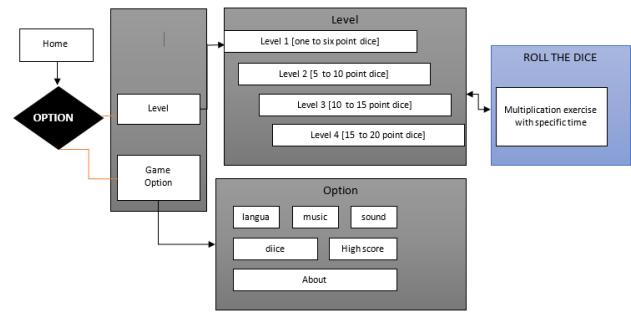 Home
OPTION
Level
Game
Option
Level
Level 1 [one to six point dice]
Level 2 [5 to 10 point dice]
Level 3 [10 to 15 point dice]
Level 4 [15 to 20 point dice]
ROLL THE DICE
Multiplication exercise
with specific time
Option
langua
music
sound
diice
High score
About